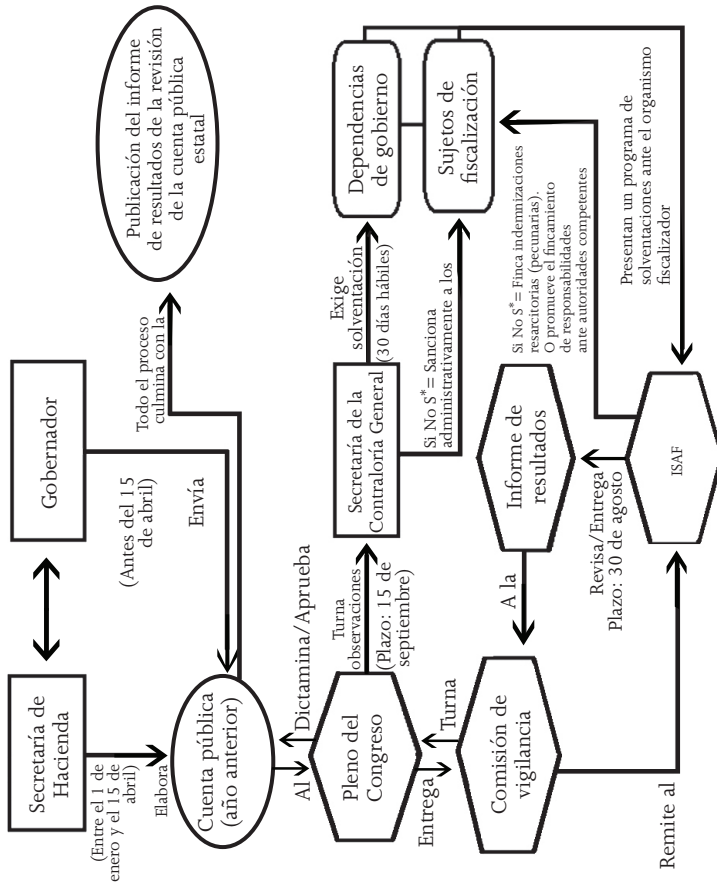 Secretaría de
Hacienda
Gobernador
Publicación del informe
de resultados de la revisión
de la cuenta pública
estatal
(Entre el 1 de
enero y el 15 de
abril)
Elabora
(Antes del 15
de abril)
Envía
Todo el proceso
culmina con la
Cuenta pública
(año anterior)
Al
Dictamina/Aprueba
Pleno del
Congreso
Turna
observaciones
(Plazo: 15 de
septiembre)
Secretaría de la
Contraloría General
Exige
solventación
(30 días hábiles)
Dependencias
de gobierno
Si No S*= Sanciona
administrativamente a los
Sujetos de
fiscalización
Entrega
Turna
Comisión de
vigilancia
A la
Informe de
resultados
Si No S*= Finca indemnizaciones
resarcitorias (pecunarias).
O promueve el fincamiento
de responsabilidades
ante autoridades competentes
Revisa/Entrega
Plazo: 30 de agosto
Remite al
ISAF
Presentan un programa de
solventaciones ante el organismo
fiscalizador